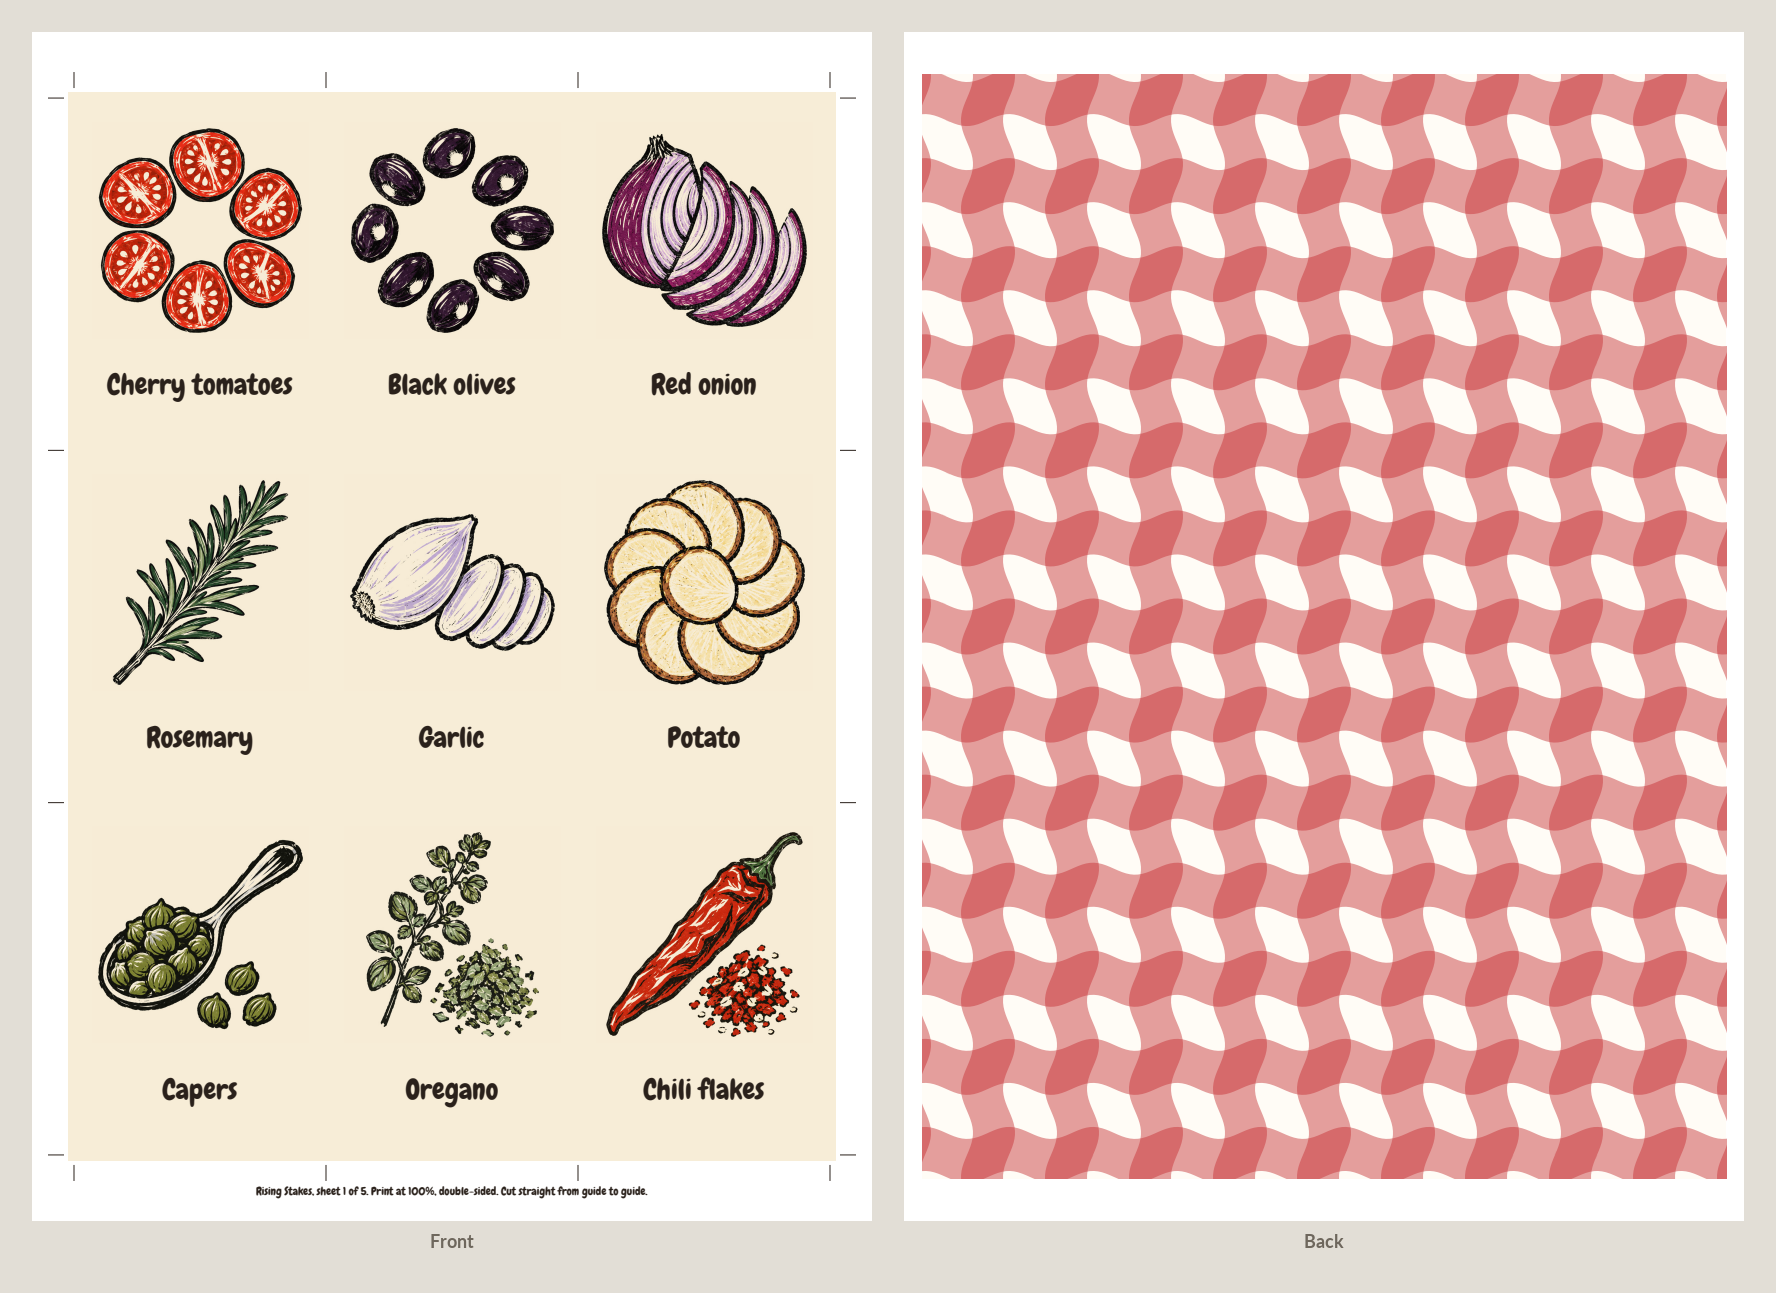 Cherry tomatoes
Black olives
Red onion
Rosemary
Garlic
Potato
Capers
Oregano
Chili flakes
Rising Stakes, sheet 1 of 5. Print at 100%, double-sided. Cut straight from guide to guide.
Front
Back